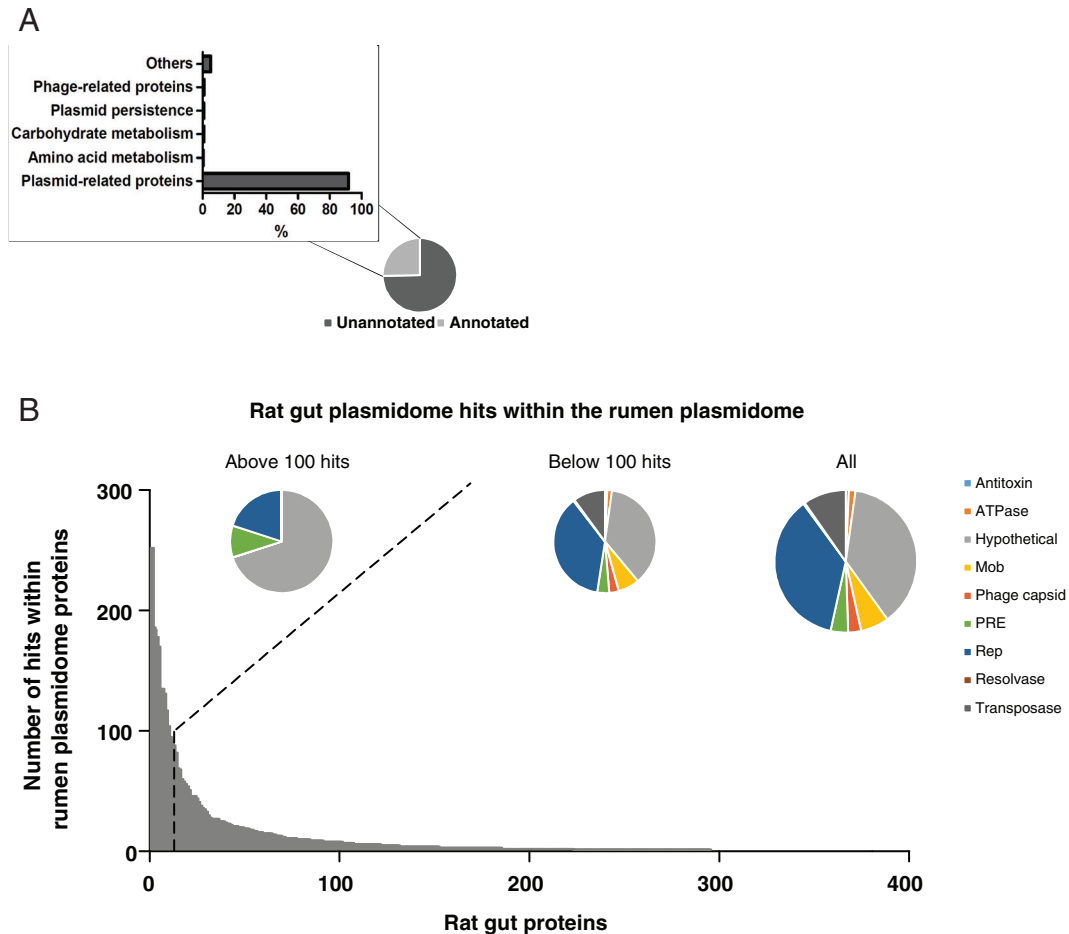 A
Others
Phage-related proteins
Plasmid persistence
Carbohydrate metabolism
Amino acid metabolism
Plasmid-related proteins
0 20 40 60 80 100
%
Unannotated Annotated
B
Rat gut plasmidome hits within the rumen plasmidome
Above 100 hits
Below 100 hits
All
Antitoxin
ATPase
Hypothetical
Mob
Phage capsid
PRE
Rep
Resolvase
Transposase
Number of hits within
rumen plasmidome proteins
300
200
100
0
0 100 200 300 400
Rat gut proteins